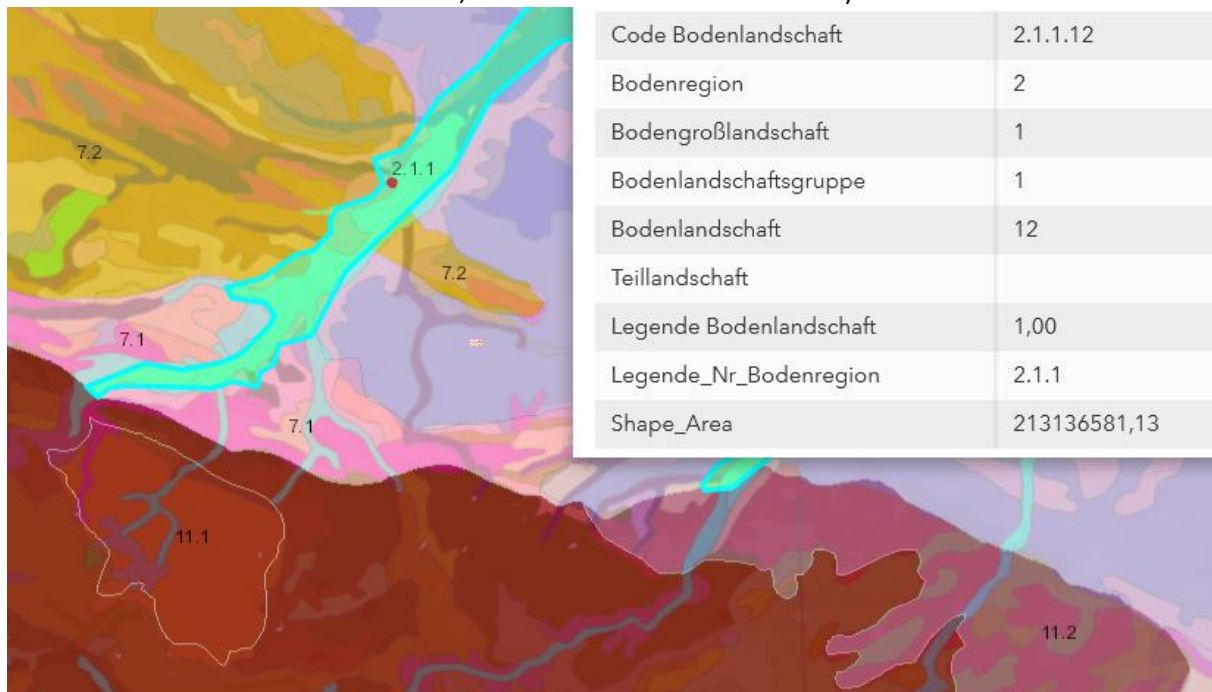 Code Bodenlandschaft 2.1.1.12
Bodenregion 2
Bodengroßlandschaft 1
Bodenlandschaftsgruppe 1
Bodenlandschaft 12
Teillandschaft
Legende Bodenlandschaft 1,00
Legende_Nr_Bodenregion 2.1.1
Shape_Area 213136581,13
7.2
2.1.1
7.2
7.1
7.1
11.1
11.2